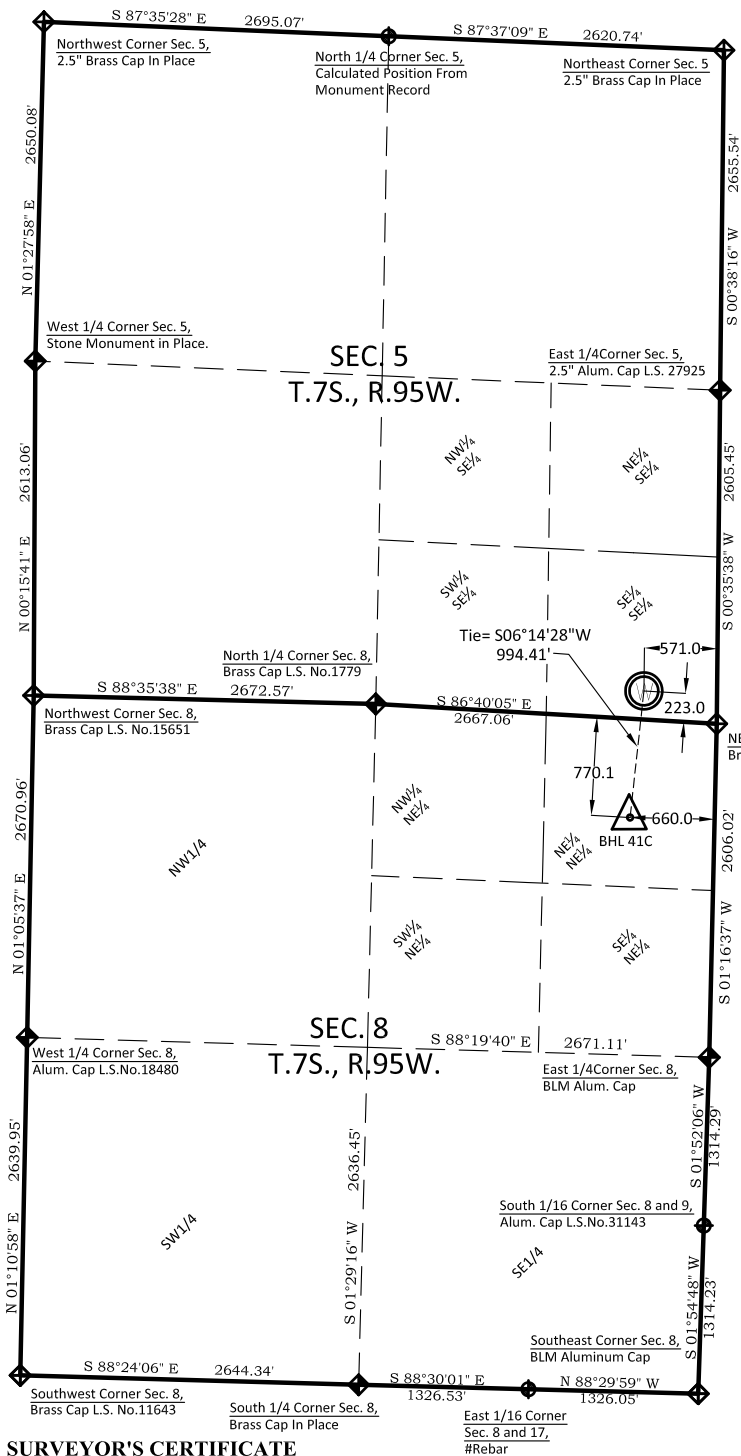 S 87°35'28" E 2695.07'
S 87°37'09" E 2620.74'
Northwest Corner Sec. 5,
2.5" Brass Cap In Place
North 1/4 Corner Sec. 5,
Calculated Position From
Monument Record
Northeast Corner Sec. 5
2.5" Brass Cap In Place
N 01°27'58" E 2650.08'
S 00°38'16" W 2655.54'
West 1/4 Corner Sec. 5,
Stone Monument in Place.
SEC. 5
T.7S., R.95W.
East 1/4Corner Sec. 5,
2.5" Alum. Cap L.S. 27925
N 00°15'41" E 2613.06'
S 00°35'38" W 2605.45'
NW¼
SE¼
NE¼
SE¼
SW¼
SE¼
SE¼
SE¼
Tie= S06°14'28"W
994.41'
571.0
W
223.0
North 1/4 Corner Sec. 8,
Brass Cap L.S. No.1779
S 88°35'38" E 2672.57'
S 86°40'05" E
2667.06'
Northwest Corner Sec. 8,
Brass Cap L.S. No.15651
NE
Br
770.1
660.0
BHL 41C
N 01°05'37" E 2670.96'
S 01°16'37" W 2606.02'
NW1/4
NW¼
NE¼
NE¼
NE¼
SW¼
NE¼
SE¼
NE¼
SEC. 8
T.7S., R.95W.
S 88°19'40" E 2671.11'
West 1/4 Corner Sec. 8,
Alum. Cap L.S.No.18480
East 1/4Corner Sec. 8,
BLM Alum. Cap
N 01°10'58" E 2639.95'
S 01°29'16" W 2636.45'
S 01°52'06" W
1314.29'
South 1/16 Corner Sec. 8 and 9,
Alum. Cap L.S.No.31143
SW1/4
SE1/4
S 01°54'48" W
1314.23'
Southeast Corner Sec. 8,
BLM Aluminum Cap
S 88°24'06" E 2644.34'
S 88°30'01" E
1326.53'
N 88°29'59" W
1326.05'
Southwest Corner Sec. 8,
Brass Cap L.S. No.11643
South 1/4 Corner Sec. 8,
Brass Cap In Place
East 1/16 Corner
Sec. 8 and 17,
#Rebar
SURVEYOR'S CERTIFICATE